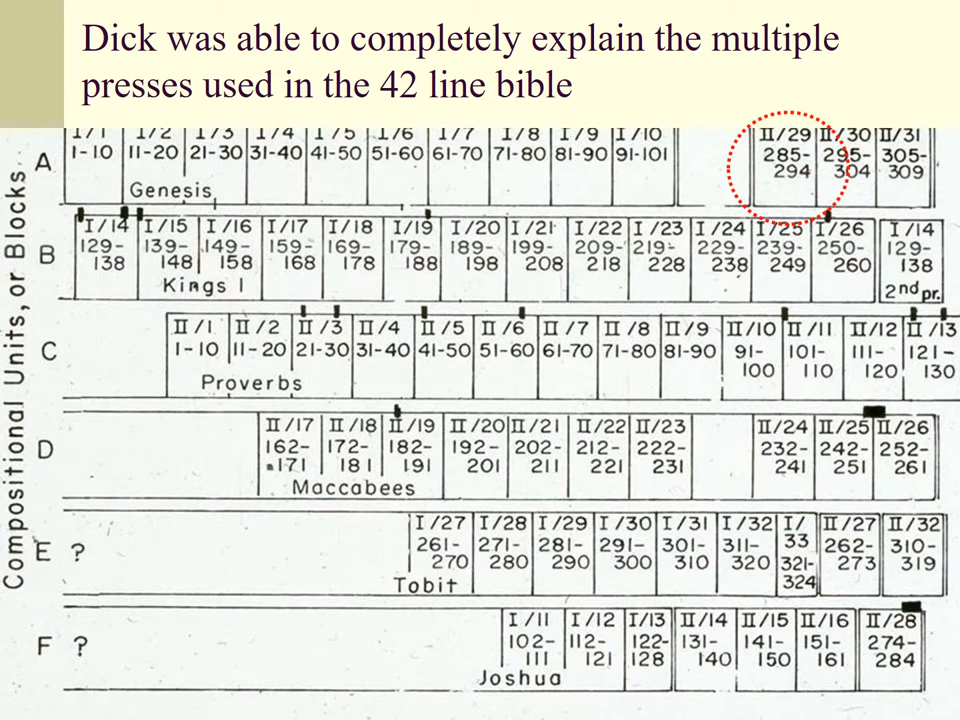 Dick was able to completely explain the multiple
presses used in the 42 line bible
Compositional Units, or Blocks
A
I/1 I/2 I/3 I/4 I/5 I/6 I/7 I/8 I/9 I/10 II/29 II/30 II/31
1-10 11-20 21-30 31-40 41-50 51-60 61-70 71-80 81-90 91-101 285- 295- 305-
294 304 309
Genesis
B
I/14 I/15 I/16 I/17 I/18 I/19 I/20 I/21 I/22 I/23 I/24 I/25 I/26 I/14
129- 139- 149- 159- 169- 179- 189- 199- 209- 219- 229- 239- 250- 129-
138 148 158 168 178 188 198 208 218 228 238 249 260 138
Kings I 2nd pr.
C
II/1 II/2 II/3 II/4 II/5 II/6 II/7 II/8 II/9 II/10 II/11 II/12 II/13
1-10 11-20 21-30 31-40 41-50 51-60 61-70 71-80 81-90 91- 101- 111- 121-
100 110 120 130
Proverbs
D
II/17 II/18 II/19 II/20 II/21 II/22 II/23 II/24 II/25 II/26
162- 172- 182- 192- 202- 212- 222- 232- 242- 252-
171 181 191 201 211 221 231 241 251 261
Maccabees
E ?
I/27 I/28 I/29 I/30 I/31 I/32 I/ II/27 II/32
33
261- 271- 281- 291- 301- 311- 321- 262- 310-
270 280 290 300 310 320 324 273 319
Tobit
F ?
I/11 I/12 I/13 II/14 II/15 II/16 II/28
102- 112- 122- 131- 141- 151- 274-
111 121 128 140 150 161 284
Joshua